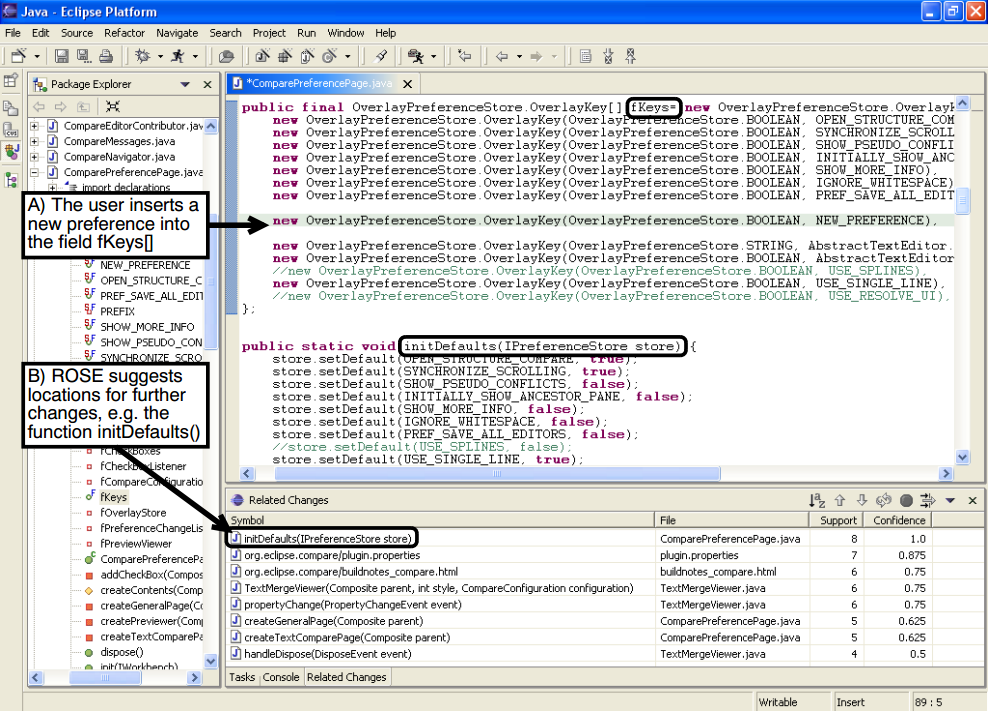 Java - Eclipse Platform
File Edit Source Refactor Navigate Search Project Run Window Help
Package Explorer
CompareEditorContributor.jav
CompareMessages.java
CompareNavigator.java
ComparePreferencePage.java
import declarations
A) The user inserts a
new preference into
the field fKeys[]
NEW_PREFERENCE
OPEN_STRUCTURE_C
PREF_SAVE_ALL_EDIT
PREFIX
SHOW_MORE_INFO
SHOW_PSEUDO_CON
SYNCHRONIZE_SCRO
B) ROSE suggests
locations for further
changes, e.g. the
function initDefaults()
fCheckBoxes
fCheckBoxListener
fCompareConfiguratio
fKeys
fOverlayStore
fPreferenceChangeLis
fPreviewViewer
ComparePreferenceP
addCheckBox(Compos
createContents(Comp
createGeneralPage(Co
createPreviewer(Comp
createTextCompareP
dispose()
init(IWorkbench)
*ComparePreferencePage.java
public final OverlayPreferenceStore.OverlayKey[] fKeys= new OverlayPreferenceStore.OverlayK
new OverlayPreferenceStore.OverlayKey(OverlayPreferenceStore.BOOLEAN, OPEN_STRUCTURE_COM
new OverlayPreferenceStore.OverlayKey(OverlayPreferenceStore.BOOLEAN, SYNCHRONIZE_SCROLL
new OverlayPreferenceStore.OverlayKey(OverlayPreferenceStore.BOOLEAN, SHOW_PSEUDO_CONFLI
new OverlayPreferenceStore.OverlayKey(OverlayPreferenceStore.BOOLEAN, INITIALLY_SHOW_ANC
new OverlayPreferenceStore.OverlayKey(OverlayPreferenceStore.BOOLEAN, SHOW_MORE_INFO),
new OverlayPreferenceStore.OverlayKey(OverlayPreferenceStore.BOOLEAN, IGNORE_WHITESPACE)
new OverlayPreferenceStore.OverlayKey(OverlayPreferenceStore.BOOLEAN, PREF_SAVE_ALL_EDIT
new OverlayPreferenceStore.OverlayKey(OverlayPreferenceStore.BOOLEAN, NEW_PREFERENCE),
new OverlayPreferenceStore.OverlayKey(OverlayPreferenceStore.STRING, AbstractTextEditor.
new OverlayPreferenceStore.OverlayKey(OverlayPreferenceStore.BOOLEAN, AbstractTextEditor
//new OverlayPreferenceStore.OverlayKey(OverlayPreferenceStore.BOOLEAN, USE_SPLINES),
new OverlayPreferenceStore.OverlayKey(OverlayPreferenceStore.BOOLEAN, USE_SINGLE_LINE),
//new OverlayPreferenceStore.OverlayKey(OverlayPreferenceStore.BOOLEAN, USE_RESOLVE_UI),
};
public static void initDefaults(IPreferenceStore store) {
store.setDefault(OPEN_STRUCTURE_COMPARE, true);
store.setDefault(SYNCHRONIZE_SCROLLING, true);
store.setDefault(SHOW_PSEUDO_CONFLICTS, false);
store.setDefault(INITIALLY_SHOW_ANCESTOR_PANE, false);
store.setDefault(SHOW_MORE_INFO, false);
store.setDefault(IGNORE_WHITESPACE, false);
store.setDefault(PREF_SAVE_ALL_EDITORS, false);
//store.setDefault(USE_SPLINES, false);
store.setDefault(USE_SINGLE_LINE, true);
Related Changes
Symbol File Support Confidence
initDefaults(IPreferenceStore store) ComparePreferencePage.java 8 1.0
org.eclipse.compare/plugin.properties plugin.properties 7 0.875
org.eclipse.compare/buildnotes_compare.html buildnotes_compare.html 6 0.75
TextMergeViewer(Composite parent, int style, CompareConfiguration configuration) TextMergeViewer.java 6 0.75
propertyChange(PropertyChangeEvent event) TextMergeViewer.java 6 0.75
createGeneralPage(Composite parent) ComparePreferencePage.java 5 0.625
createTextComparePage(Composite parent) ComparePreferencePage.java 5 0.625
handleDispose(DisposeEvent event) TextMergeViewer.java 4 0.5
Tasks Console Related Changes
Writable Insert 89 : 5